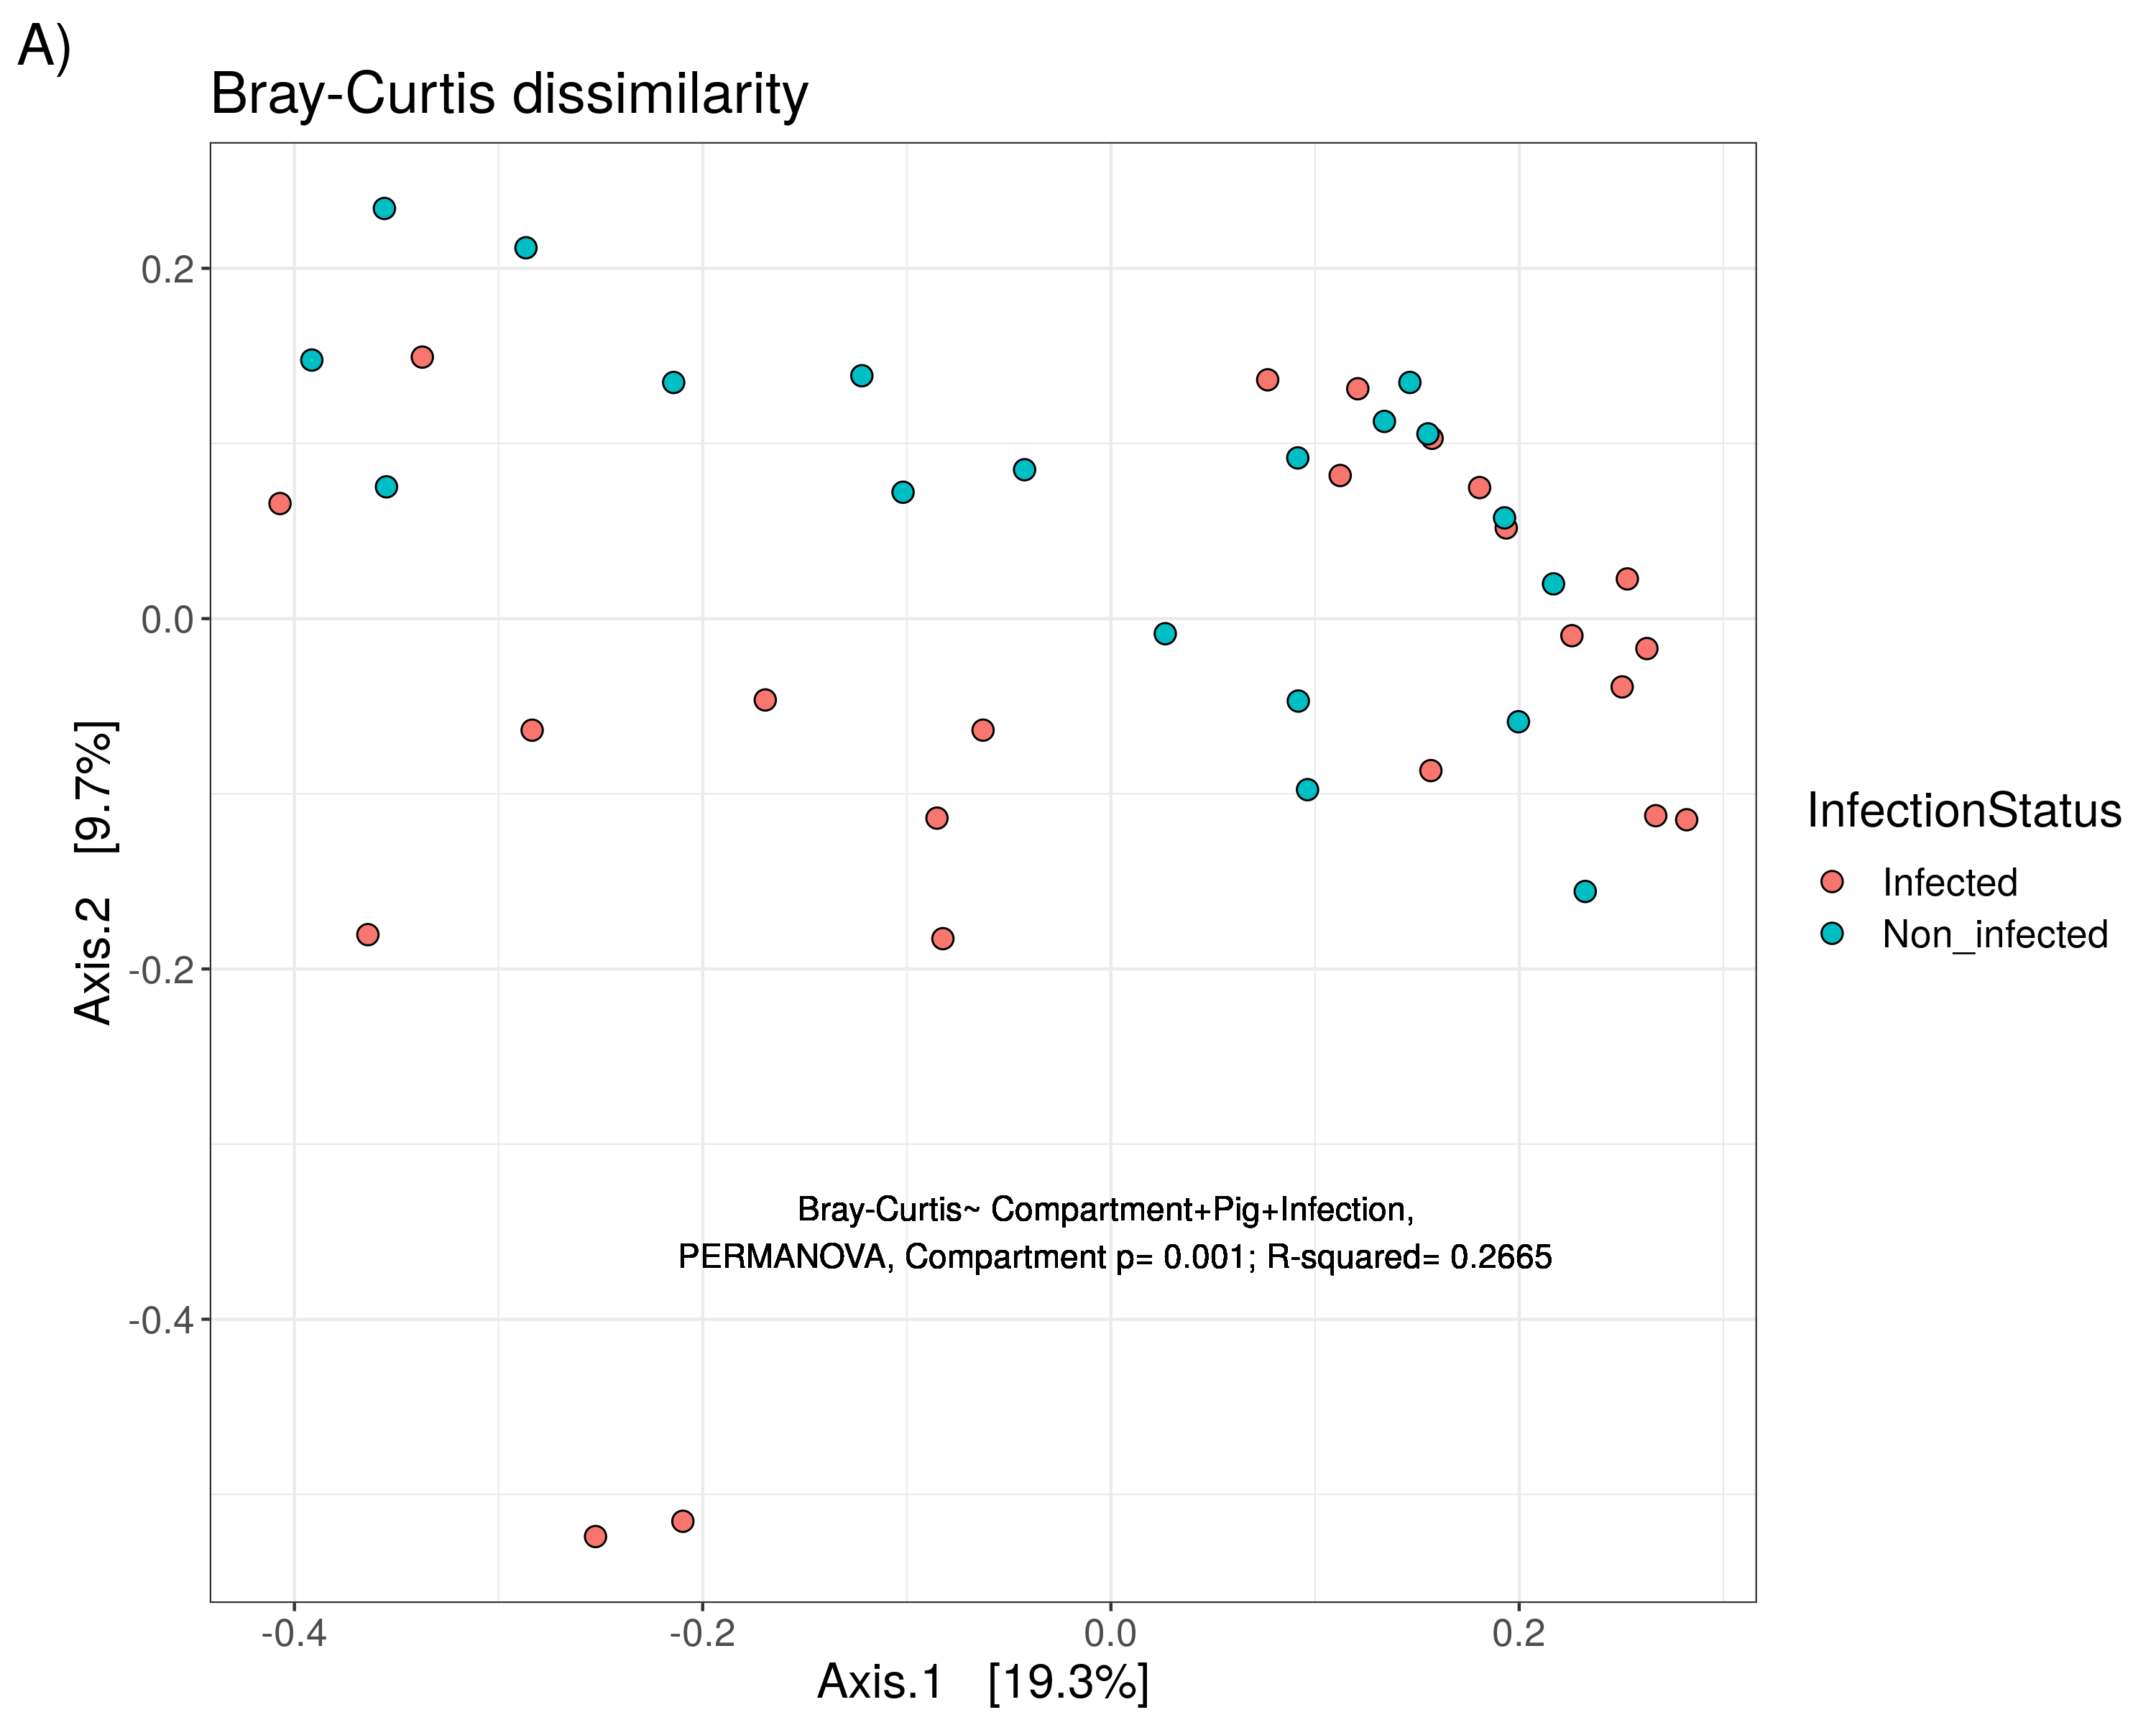 A)
Bray-Curtis dissimilarity
0.2
0.0
-0.2
-0.4
Axis.2 [9.7%]
Bray-Curtis~ Compartment+Pig+Infection,
PERMANOVA, Compartment p= 0.001; R-squared= 0.2665
-0.4
-0.2
0.0
0.2
Axis.1 [19.3%]
InfectionStatus
Infected
Non_infected